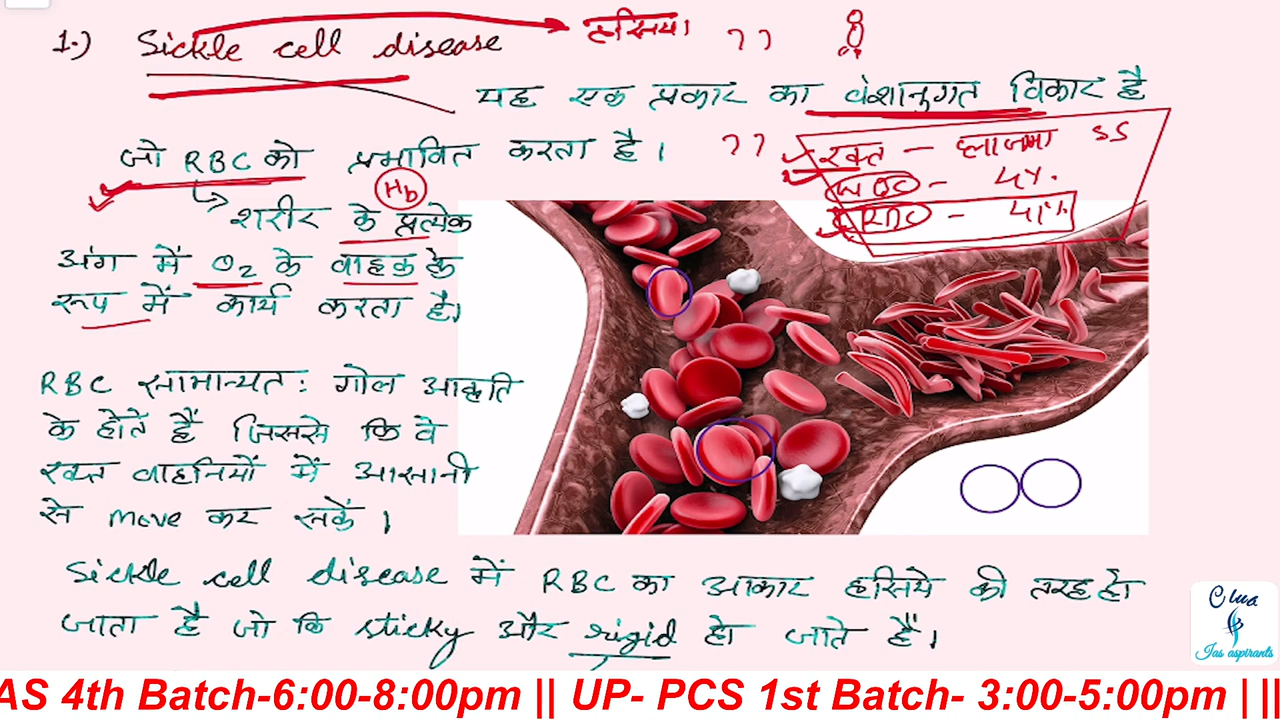 1.) Sickle cell disease → हसिया ??
यह एक प्रकार का वंशानुगत विकार है
जो RBC को प्रभावित करता है। ??
रक्त - प्लाज्मा 55
WBC - 4%.
RBC - 41%
Hb
शरीर के प्रत्येक
अंग में O2 के वाहक के
रूप में कार्य करता है।
RBC सामान्यत: गोल आकृति
के होते हैं जिससे कि वे
रक्त वाहनियों में आसानी
से move कर सकें।
Sickle cell disease में RBC का आकार हसिये की तरह हो
जाता है जो कि sticky और rigid हो जाते हैं।
Clue
Ias aspirants
AS 4th Batch-6:00-8:00pm || UP- PCS 1st Batch- 3:00-5:00pm | ||